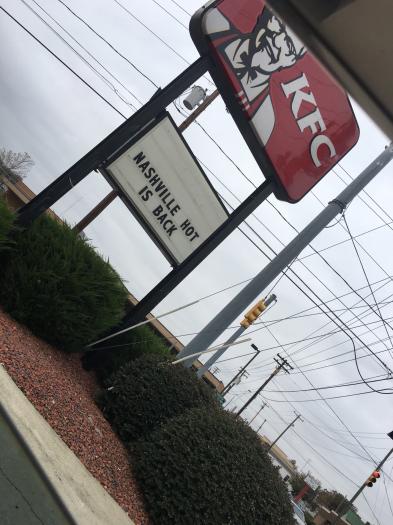 KFC
NASHVILLE HOT
IS BACK